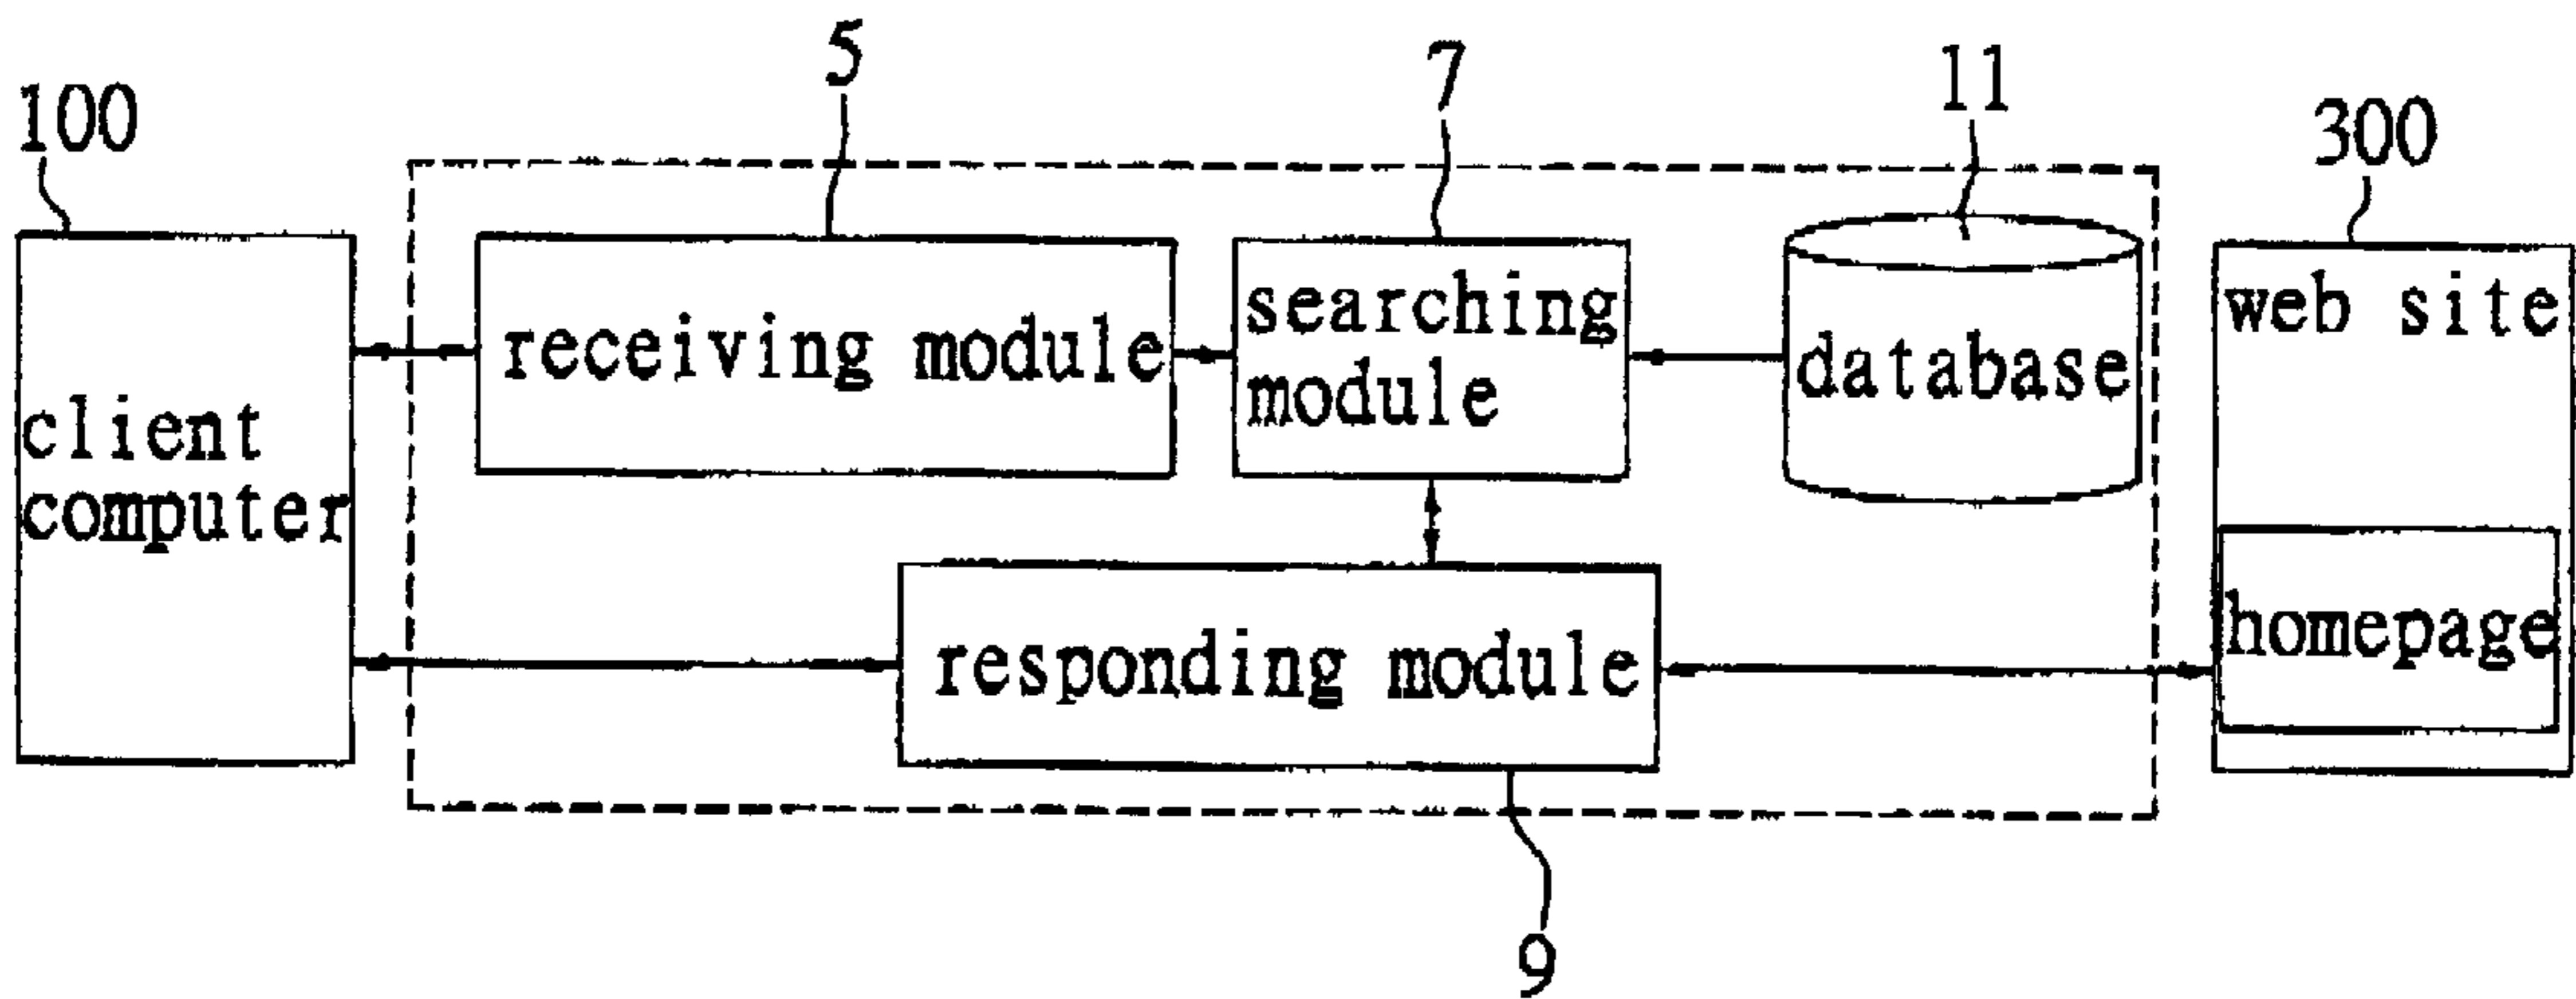 5
7
11
100
300
receiving module
searching
module
database
web site
client
computer
homepage
responding module
9